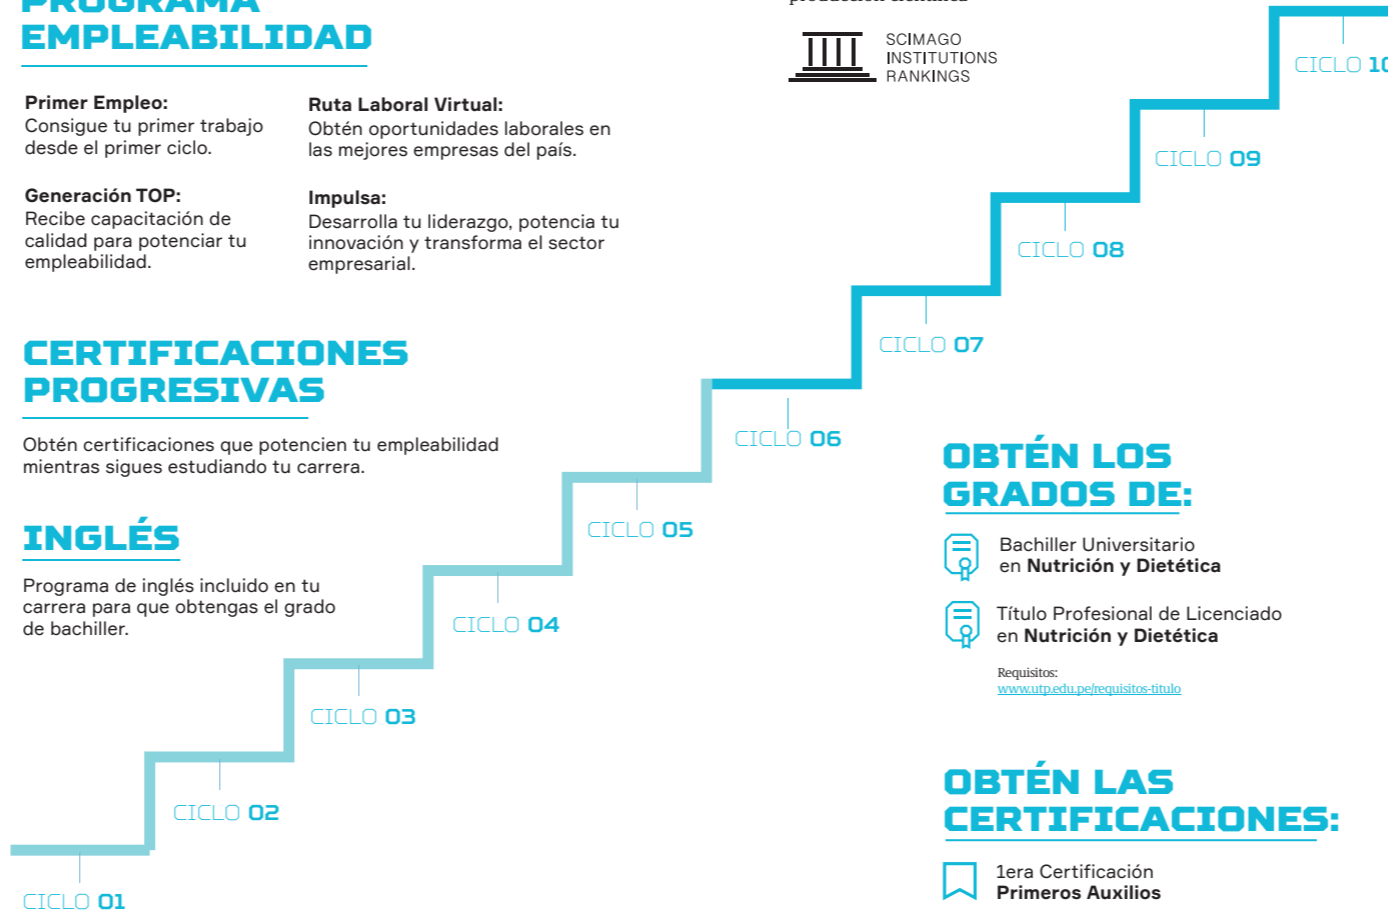 PROGRAMA
EMPLEABILIDAD
Primer Empleo:
Consigue tu primer trabajo
desde el primer ciclo.
Generación TOP:
Recibe capacitación de
calidad para potenciar tu
empleabilidad.
Ruta Laboral Virtual:
Obtén oportunidades laborales en
las mejores empresas del país.
Impulsa:
Desarrolla tu liderazgo, potencia tu
innovación y transforma el sector
empresarial.
producción científica
SCIMAGO
INSTITUTIONS
RANKINGS
CERTIFICACIONES
PROGRESIVAS
Obtén certificaciones que potencien tu empleabilidad
mientras sigues estudiando tu carrera.
INGLÉS
Programa de inglés incluido en tu
carrera para que obtengas el grado
de bachiller.
CICLO 01
CICLO 02
CICLO 03
CICLO 04
CICLO 05
CICLO 06
CICLO 07
CICLO 08
CICLO 09
CICLO 10
OBTÉN LOS
GRADOS DE:
Bachiller Universitario
en Nutrición y Dietética
Título Profesional de Licenciado
en Nutrición y Dietética
Requisitos:
www.utp.edu.pe/requisitos-titulo
OBTÉN LAS
CERTIFICACIONES:
1era Certificación
Primeros Auxilios